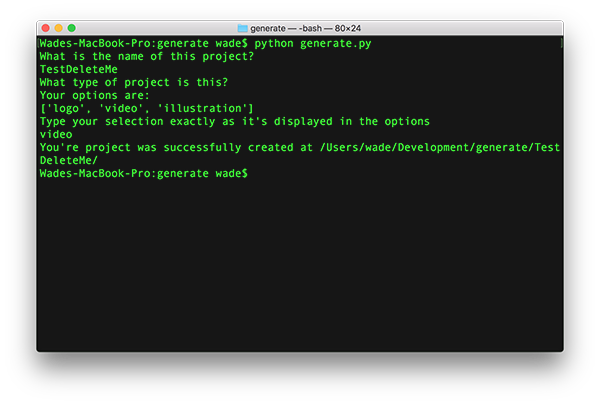 generate — -bash — 80×24
Wades-MacBook-Pro:generate wade$ python generate.py
What is the name of this project?
TestDeleteMe
What type of project is this?
Your options are:
['logo', 'video', 'illustration']
Type your selection exactly as it's displayed in the options
video
You're project was successfully created at /Users/wade/Development/generate/Test
DeleteMe/
Wades-MacBook-Pro:generate wade$